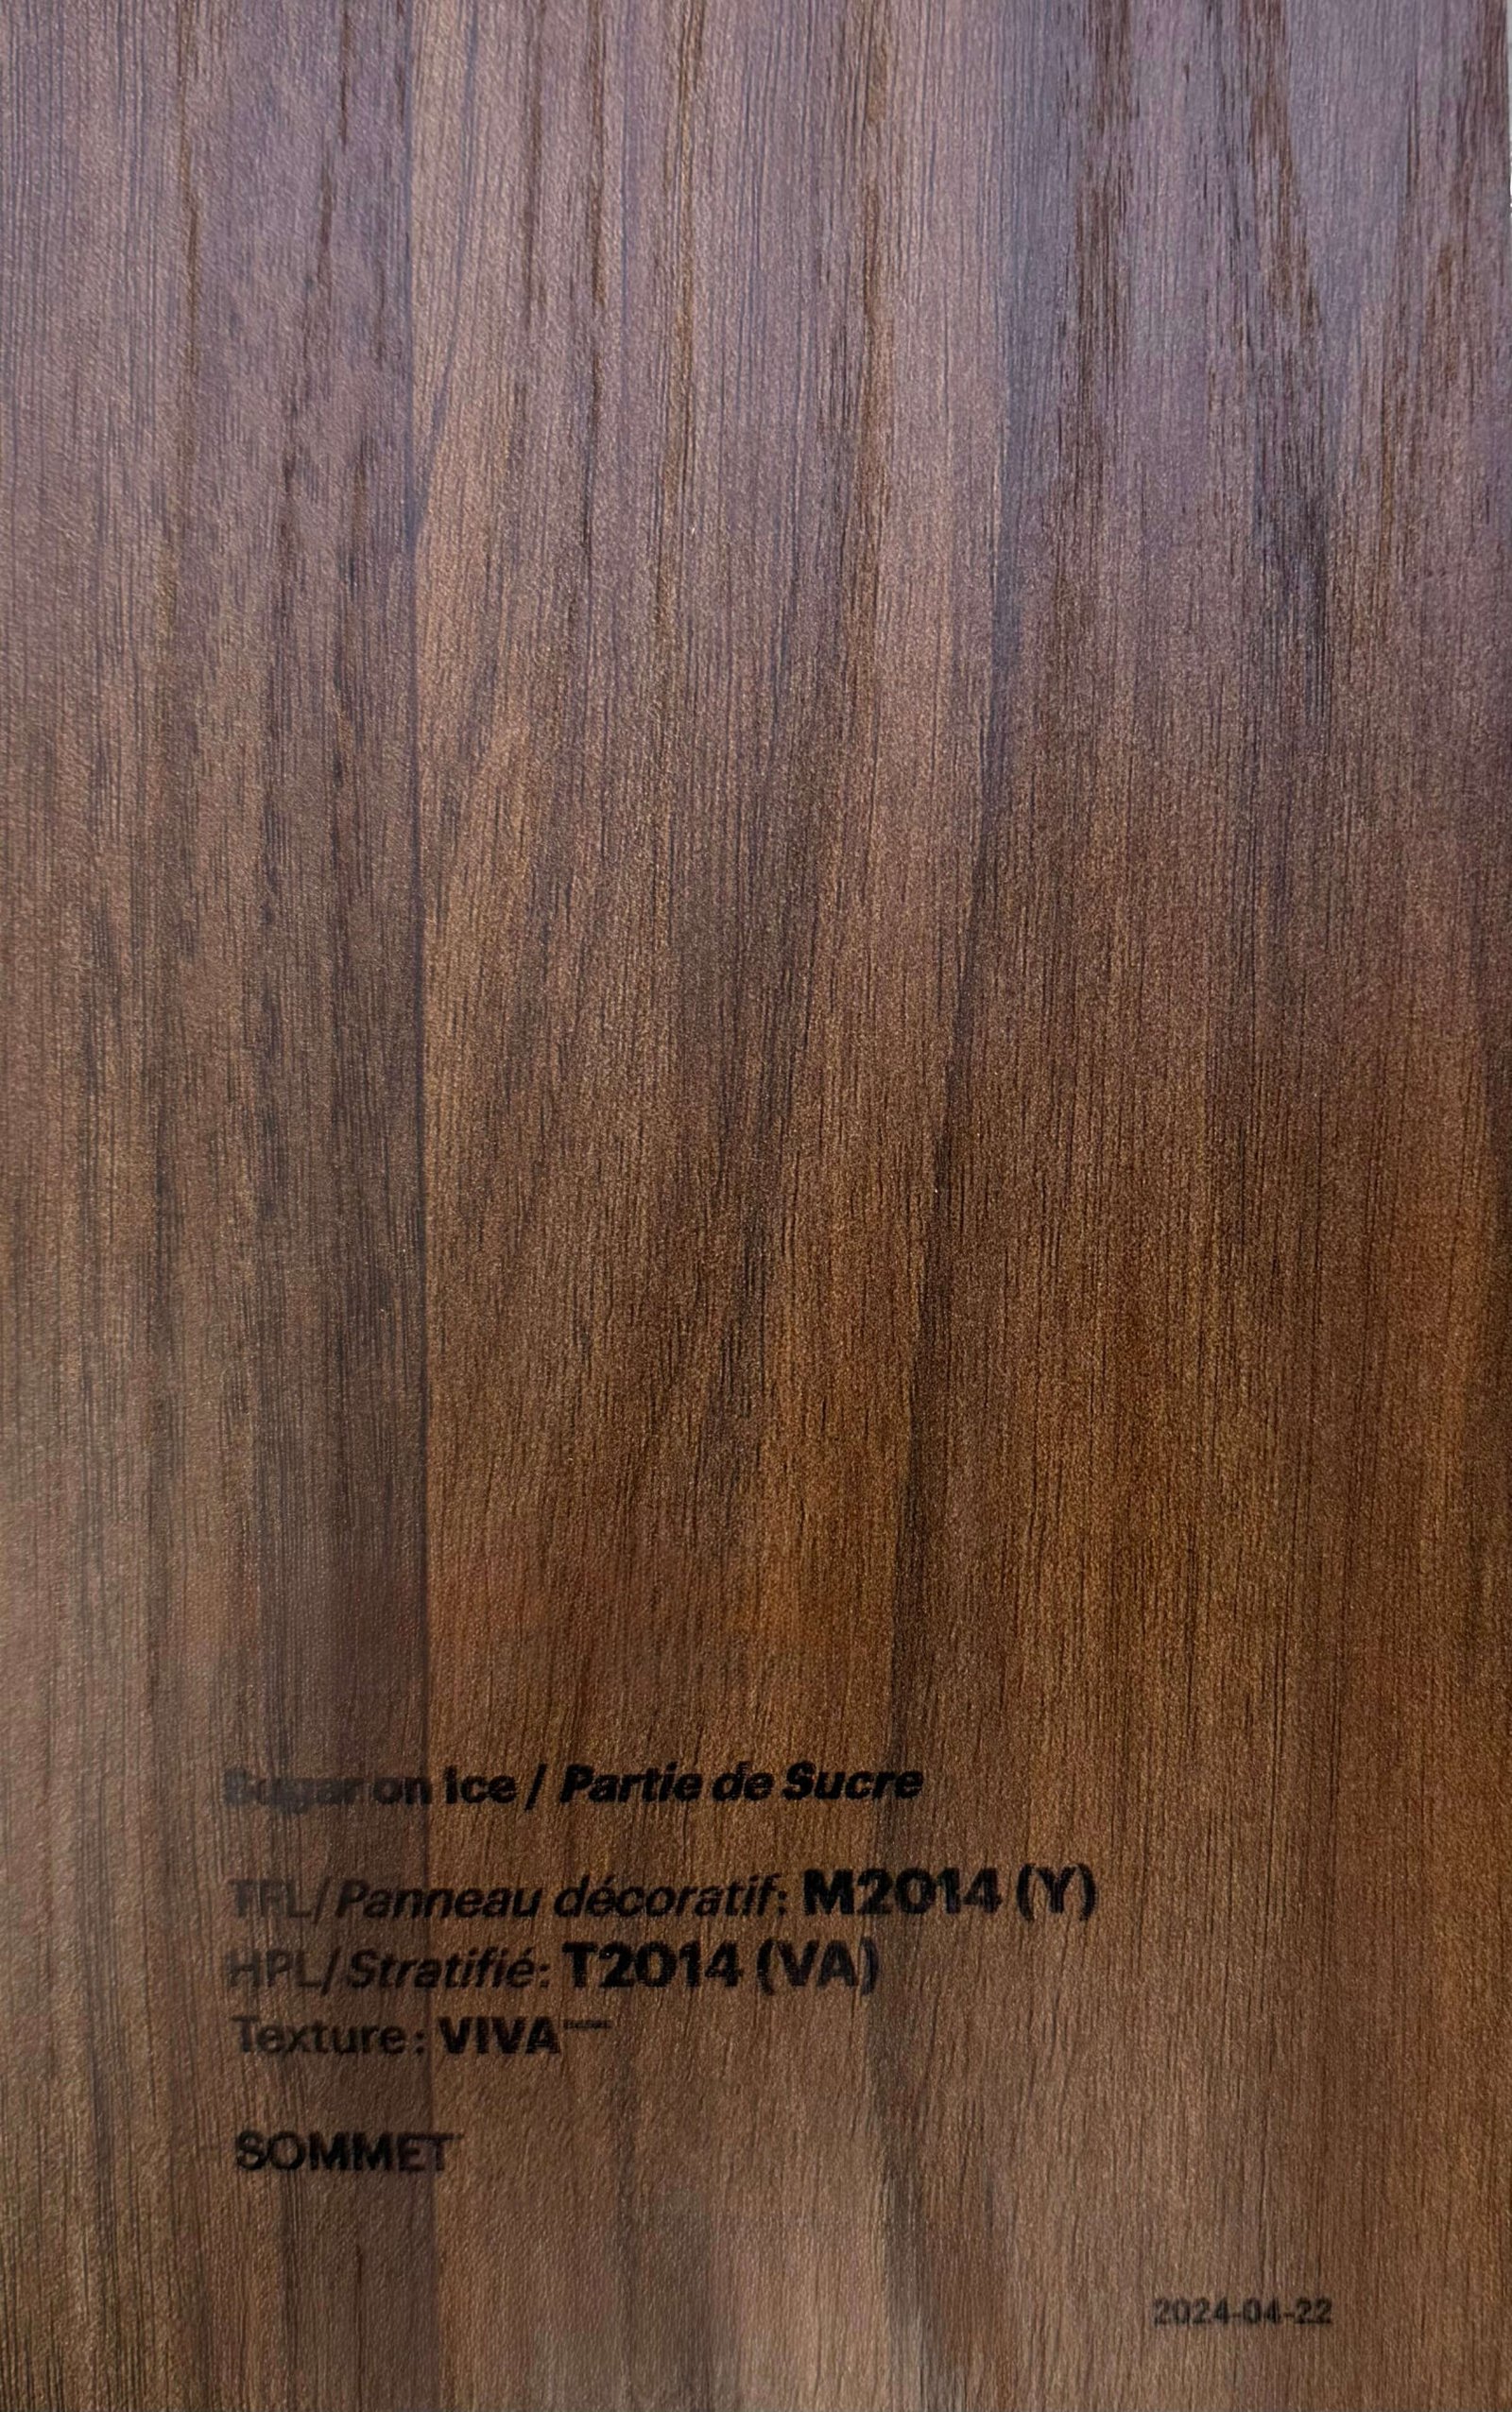 Sugar on Ice / Partie de Sucre
TFL/Panneau décoratif: M2014 (Y)
HPL/Stratifié: T2014 (VA)
Texture: VIVA
SOMMET
2024-04-22